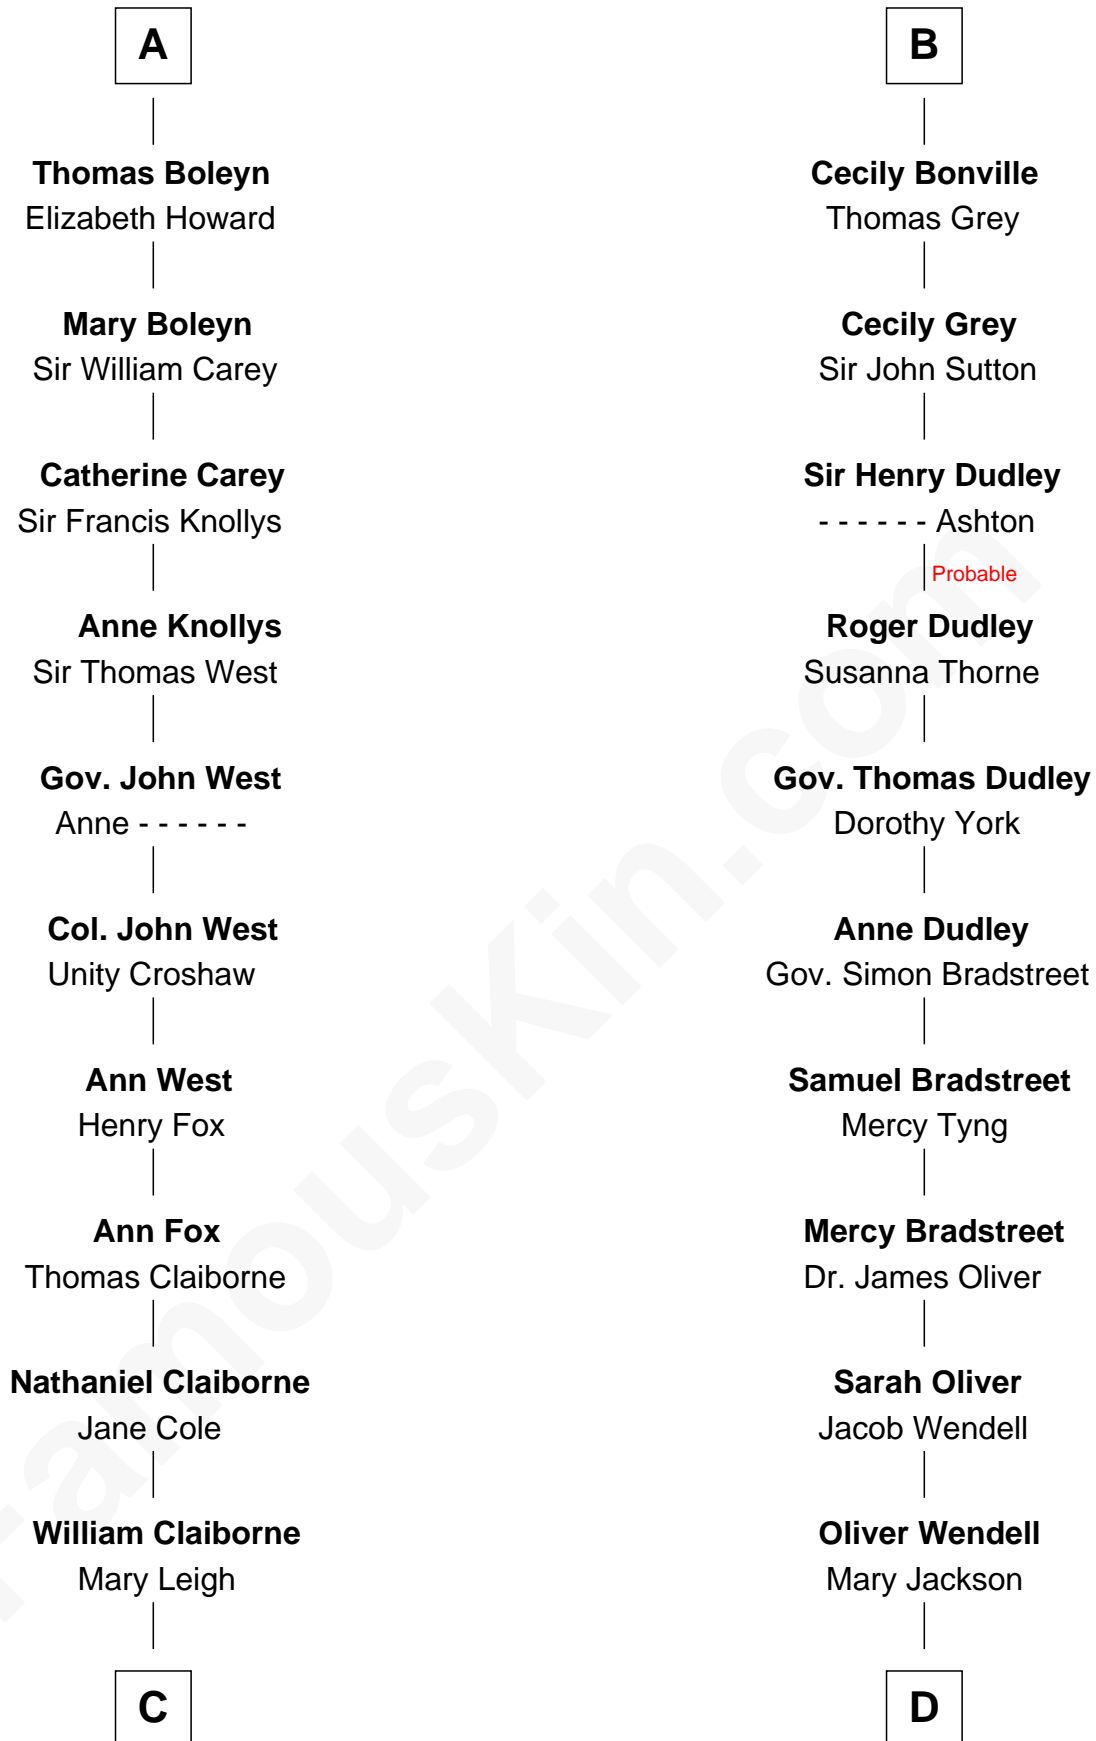 A
Thomas Boleyn
Elizabeth Howard
Mary Boleyn
Sir William Carey
Catherine Carey
Sir Francis Knollys
Anne Knollys
Sir Thomas West
Gov. John West
Anne - - - - - -
Col. John West
Unity Croshaw
Ann West
Henry Fox
Ann Fox
Thomas Claiborne
Nathaniel Claiborne
Jane Cole
William Claiborne
Mary Leigh
C
B
Cecily Bonville
Thomas Grey
Cecily Grey
Sir John Sutton
Sir Henry Dudley
- - - - - - Ashton
Probable
Roger Dudley
Susanna Thorne
Gov. Thomas Dudley
Dorothy York
Anne Dudley
Gov. Simon Bradstreet
Samuel Bradstreet
Mercy Tyng
Mercy Bradstreet
Dr. James Oliver
Sarah Oliver
Jacob Wendell
Oliver Wendell
Mary Jackson
D
FamousKin.com